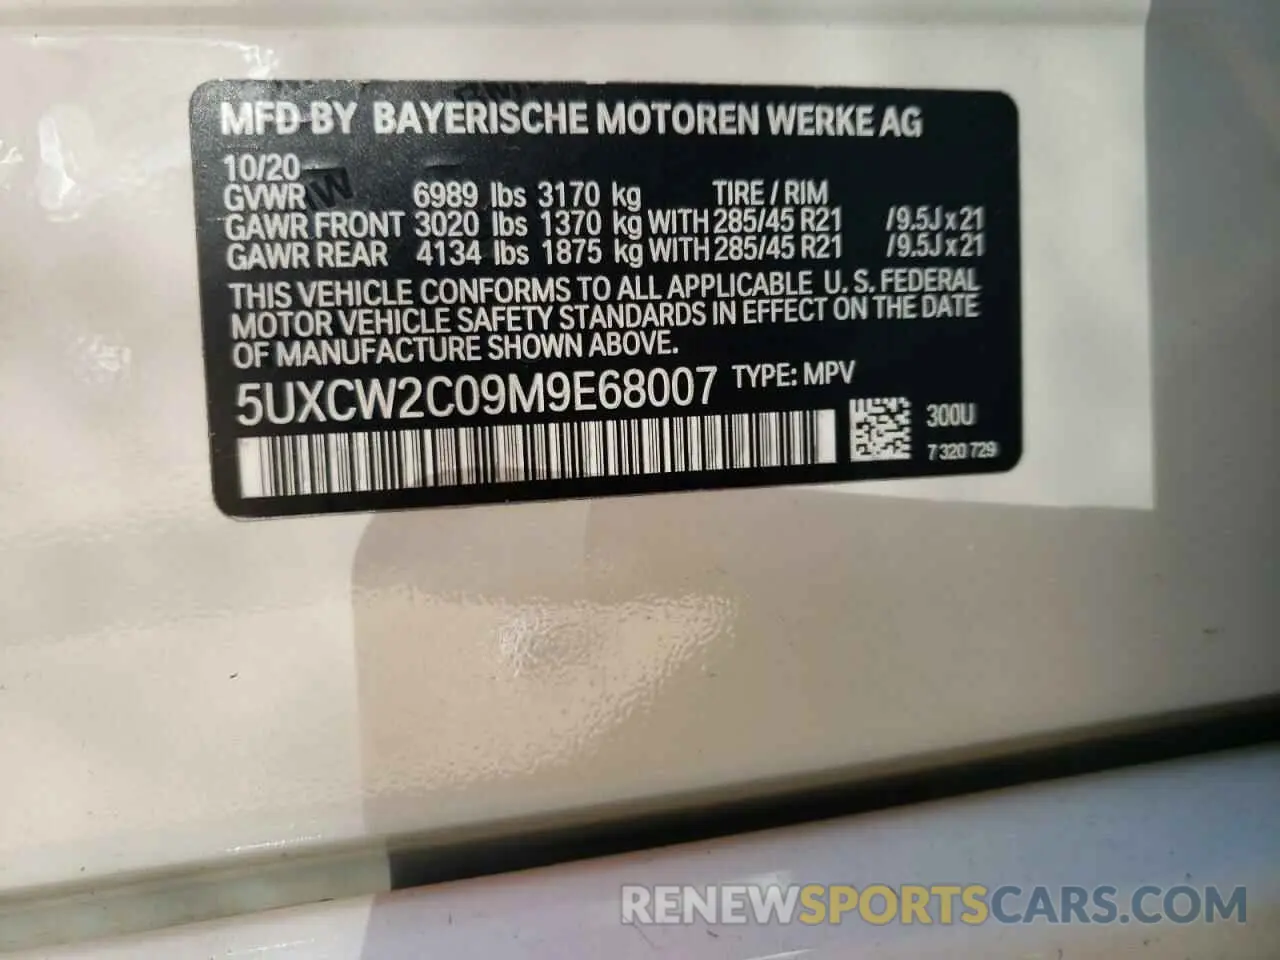 MFD BY BAYERISCHE MOTOREN WERKE AG
10/20
GVWR 6989 lbs 3170 kg TIRE / RIM
GAWR FRONT 3020 lbs 1370 kg WITH 285/45 R21 /9.5J x 21
GAWR REAR 4134 lbs 1875 kg WITH 285/45 R21 /9.5J x 21
THIS VEHICLE CONFORMS TO ALL APPLICABLE U.S. FEDERAL
MOTOR VEHICLE SAFETY STANDARDS IN EFFECT ON THE DATE
OF MANUFACTURE SHOWN ABOVE.
5UXCW2C09M9E68007 TYPE: MPV
300U
7 320 729
RENEWSPORTSCARS.COM